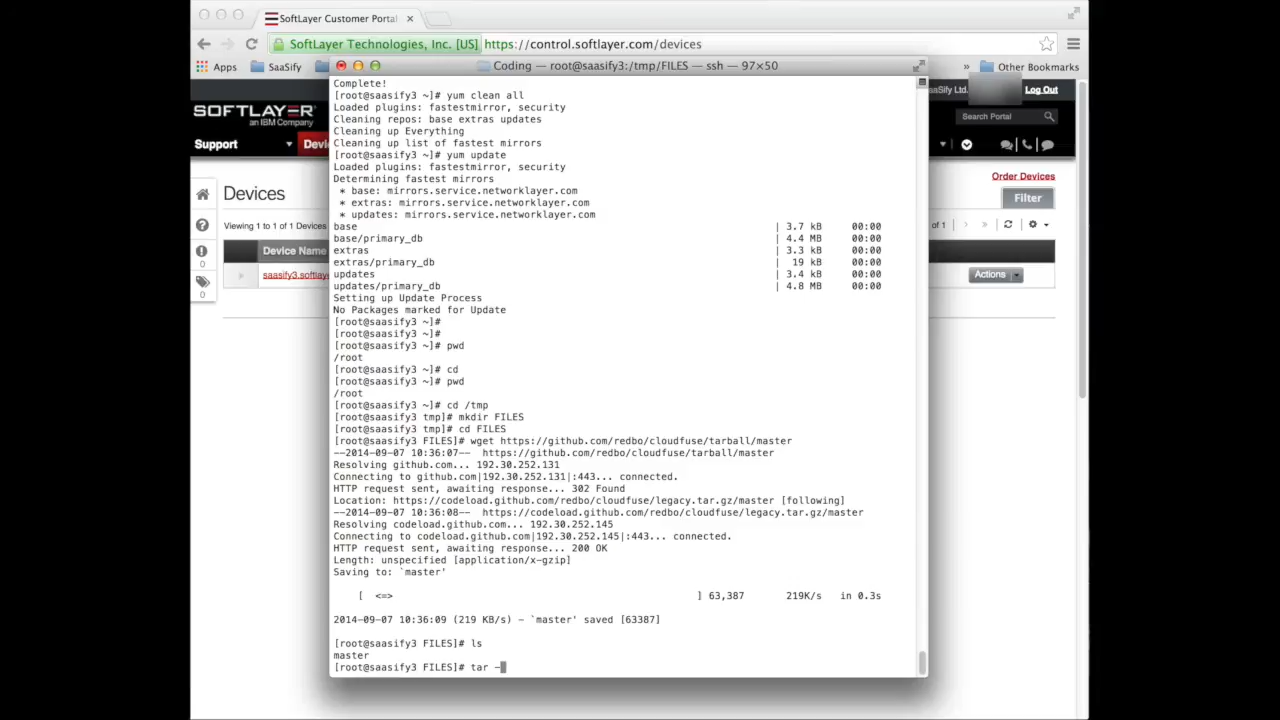 SoftLayer Customer Portal
SoftLayer Technologies, Inc. [US] https://control.softlayer.com/devices
Apps SaaSify » Other Bookmarks
Coding — root@saasify3:/tmp/FILES — ssh — 97×50
SOFTLAYER
an IBM Company
aaSify Ltd. Log Out
Search Portal
Support Devi
Devices
Order Devices
Filter
Viewing 1 to 1 of 1 Devices
of 1
Device Name
saasify3.softlaye
Actions
0
0
Complete!
[root@saasify3 ~]# yum clean all
Loaded plugins: fastestmirror, security
Cleaning repos: base extras updates
Cleaning up Everything
Cleaning up list of fastest mirrors
[root@saasify3 ~]# yum update
Loaded plugins: fastestmirror, security
Determining fastest mirrors
* base: mirrors.service.networklayer.com
* extras: mirrors.service.networklayer.com
* updates: mirrors.service.networklayer.com
base | 3.7 kB 00:00
base/primary_db | 4.4 MB 00:00
extras | 3.3 kB 00:00
extras/primary_db | 19 kB 00:00
updates | 3.4 kB 00:00
updates/primary_db | 4.8 MB 00:00
Setting up Update Process
No Packages marked for Update
[root@saasify3 ~]#
[root@saasify3 ~]#
[root@saasify3 ~]# pwd
/root
[root@saasify3 ~]# cd
[root@saasify3 ~]# pwd
/root
[root@saasify3 ~]# cd /tmp
[root@saasify3 tmp]# mkdir FILES
[root@saasify3 tmp]# cd FILES
[root@saasify3 FILES]# wget https://github.com/redbo/cloudfuse/tarball/master
--2014-09-07 10:36:07-- https://github.com/redbo/cloudfuse/tarball/master
Resolving github.com... 192.30.252.131
Connecting to github.com|192.30.252.131|:443... connected.
HTTP request sent, awaiting response... 302 Found
Location: https://codeload.github.com/redbo/cloudfuse/legacy.tar.gz/master [following]
--2014-09-07 10:36:08-- https://codeload.github.com/redbo/cloudfuse/legacy.tar.gz/master
Resolving codeload.github.com... 192.30.252.145
Connecting to codeload.github.com|192.30.252.145|:443... connected.
HTTP request sent, awaiting response... 200 OK
Length: unspecified [application/x-gzip]
Saving to: `master'
[ <=> ] 63,387 219K/s in 0.3s
2014-09-07 10:36:09 (219 KB/s) - `master' saved [63387]
[root@saasify3 FILES]# ls
master
[root@saasify3 FILES]# tar -